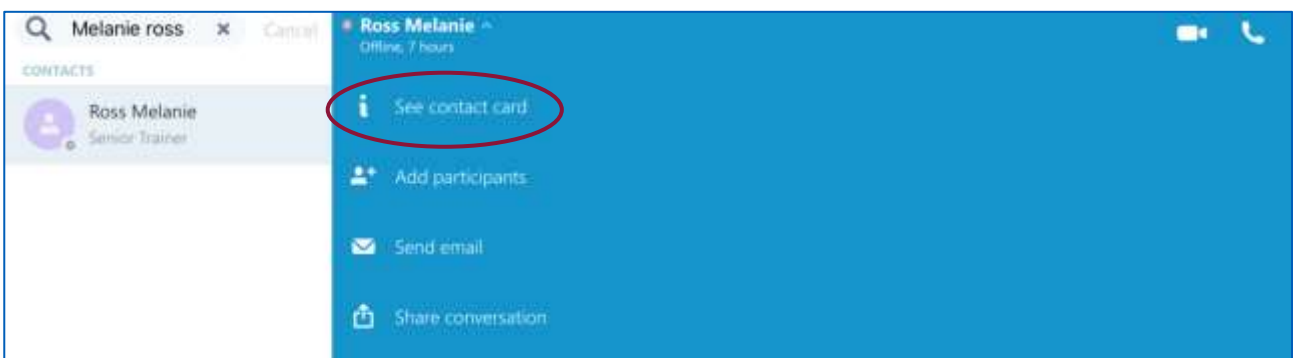 Melanie ross
Cancel
CONTACTS
Ross Melanie
Senior Trainer
Ross Melanie
Offline, 7 hours
See contact card
Add participants
Send email
Share conversation